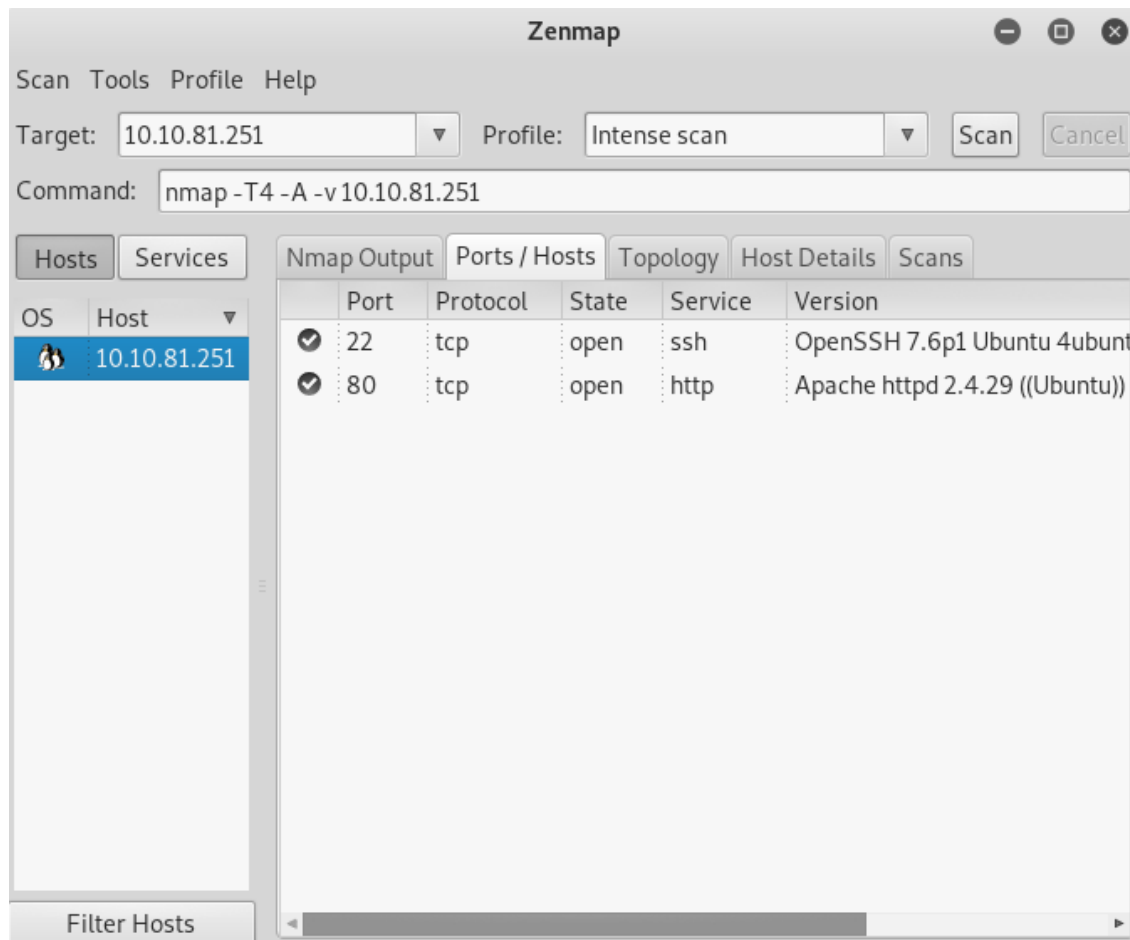 Zenmap
Scan Tools Profile Help
Target: 10.10.81.251 Profile: Intense scan Scan Cancel
Command: nmap -T4 -A -v 10.10.81.251
Hosts Services Nmap Output Ports / Hosts Topology Host Details Scans
OS Host Port Protocol State Service Version
10.10.81.251 22 tcp open ssh OpenSSH 7.6p1 Ubuntu 4ubunt
80 tcp open http Apache httpd 2.4.29 ((Ubuntu))
Filter Hosts